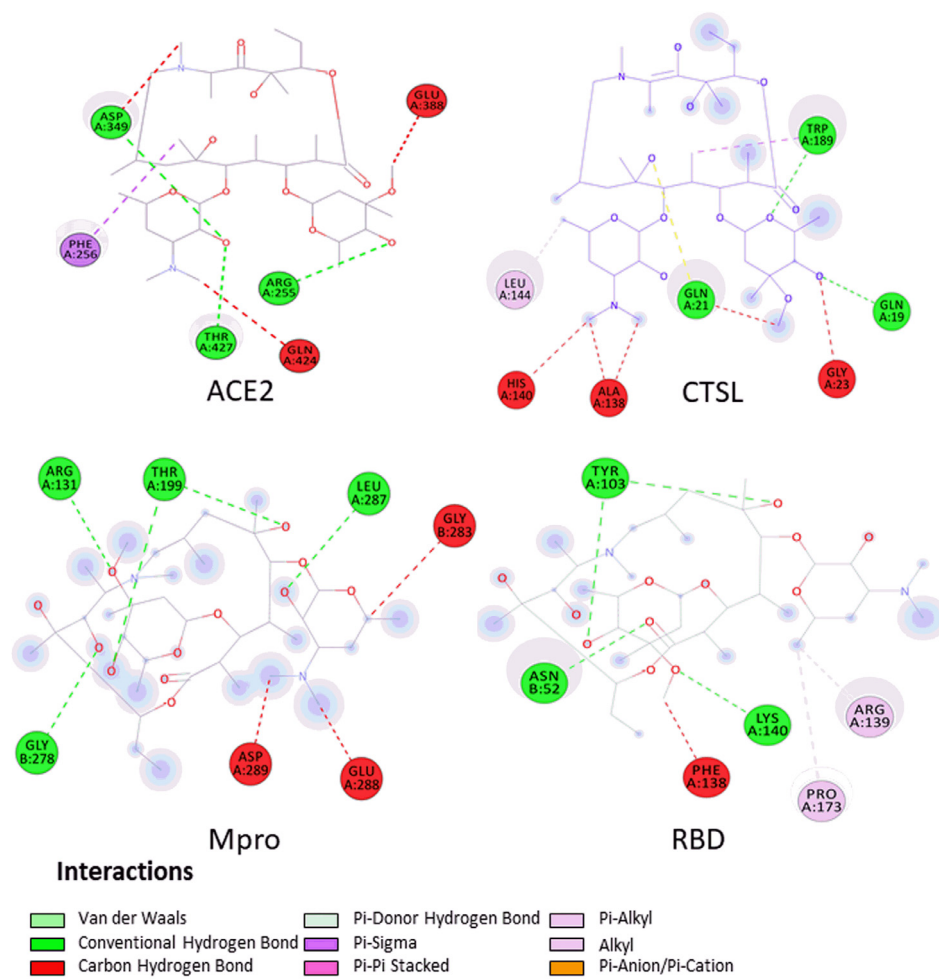 ASP
A:349
GLU
A:388
PHE
A:256
ARG
A:255
THR
A:427
GLN
A:424
ACE2
TRP
A:189
LEU
A:144
GLN
A:21
GLN
A:19
HIS
A:140
ALA
A:138
GLY
A:23
CTSL
ARG
A:131
THR
A:199
LEU
A:287
GLY
B:283
GLY
B:278
ASP
A:289
GLU
A:288
Mpro
TYR
A:103
ASN
B:52
LYS
A:140
ARG
A:139
PHE
A:138
PRO
A:173
RBD
Interactions
Van der Waals
Conventional Hydrogen Bond
Carbon Hydrogen Bond
Pi-Donor Hydrogen Bond
Pi-Sigma
Pi-Pi Stacked
Pi-Alkyl
Alkyl
Pi-Anion/Pi-Cation